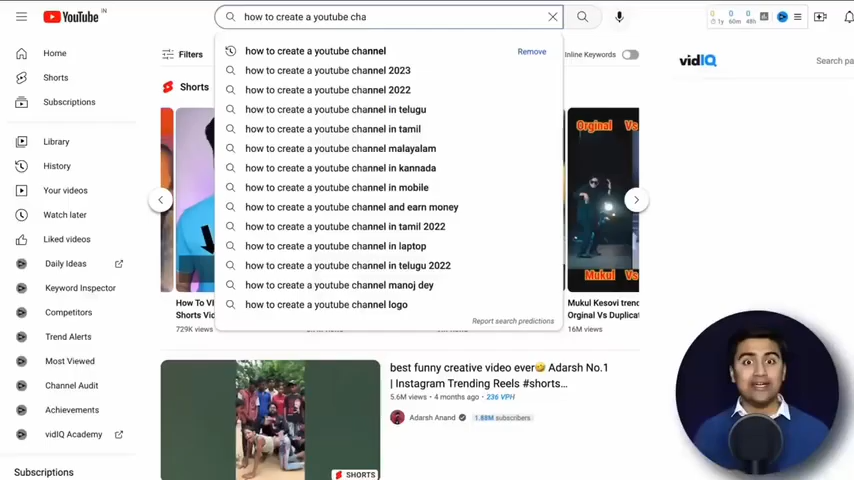 YouTube IN
how to create a youtube cha
0 0 0
1y 60m 48h
Home
Shorts
Subscriptions
Library
History
Your videos
Watch later
Liked videos
Daily Ideas
Keyword Inspector
Competitors
Trend Alerts
Most Viewed
Channel Audit
Achievements
vidIQ Academy
Subscriptions
Filters
Inline Keywords
Shorts
how to create a youtube channel
Remove
how to create a youtube channel 2023
how to create a youtube channel 2022
how to create a youtube channel in telugu
how to create a youtube channel in tamil
how to create a youtube channel malayalam
how to create a youtube channel in kannada
how to create a youtube channel in mobile
how to create a youtube channel and earn money
how to create a youtube channel in tamil 2022
how to create a youtube channel in laptop
how to create a youtube channel in telugu 2022
how to create a youtube channel manoj dey
how to create a youtube channel logo
Report search predictions
Orginal Vs
Mukul
How To Vi
Shorts Vid
729K views
Mukul Kesovi trend
Orginal Vs Duplicat
16M views
best funny creative video ever🤣 Adarsh No.1
| Instagram Trending Reels #shorts...
5.6M views • 4 months ago • 236 VPH
Adarsh Anand
1.88M subscribers
SHORTS
vidIQ
Search pa